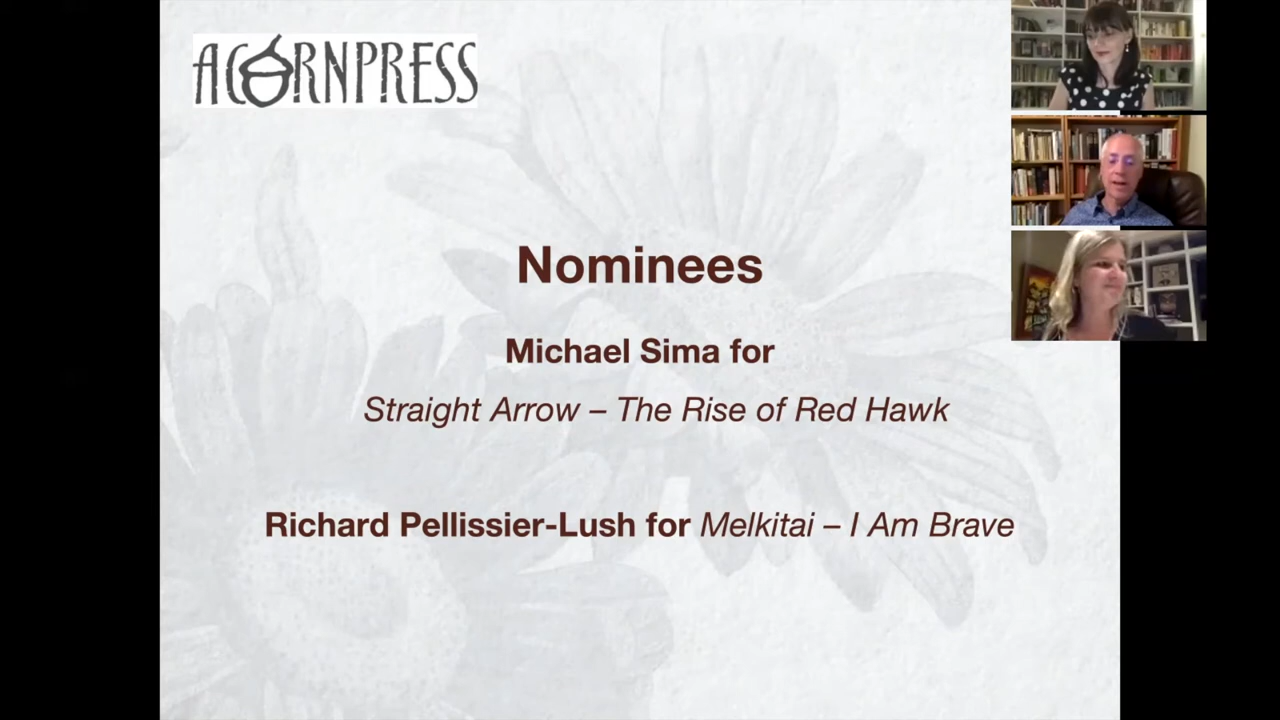 ACORNPRESS
Nominees
Michael Sima for
Straight Arrow – The Rise of Red Hawk
Richard Pellissier-Lush for Melkitai – I Am Brave